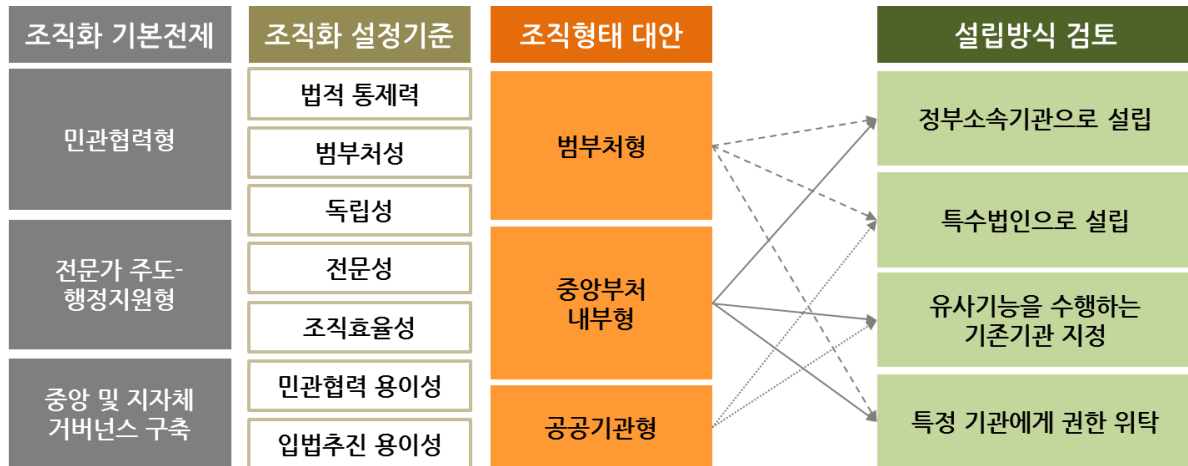 조직화 기본전제
민관협력형
전문가 주도-
행정지원형
중앙 및 지자체
거버넌스 구축
조직화 설정기준
법적 통제력
범부처성
독립성
전문성
조직효율성
민관협력 용이성
입법추진 용이성
조직형태 대안
범부처형
중앙부처
내부형
공공기관형
설립방식 검토
정부소속기관으로 설립
특수법인으로 설립
유사기능을 수행하는
기존기관 지정
특정 기관에게 권한 위탁